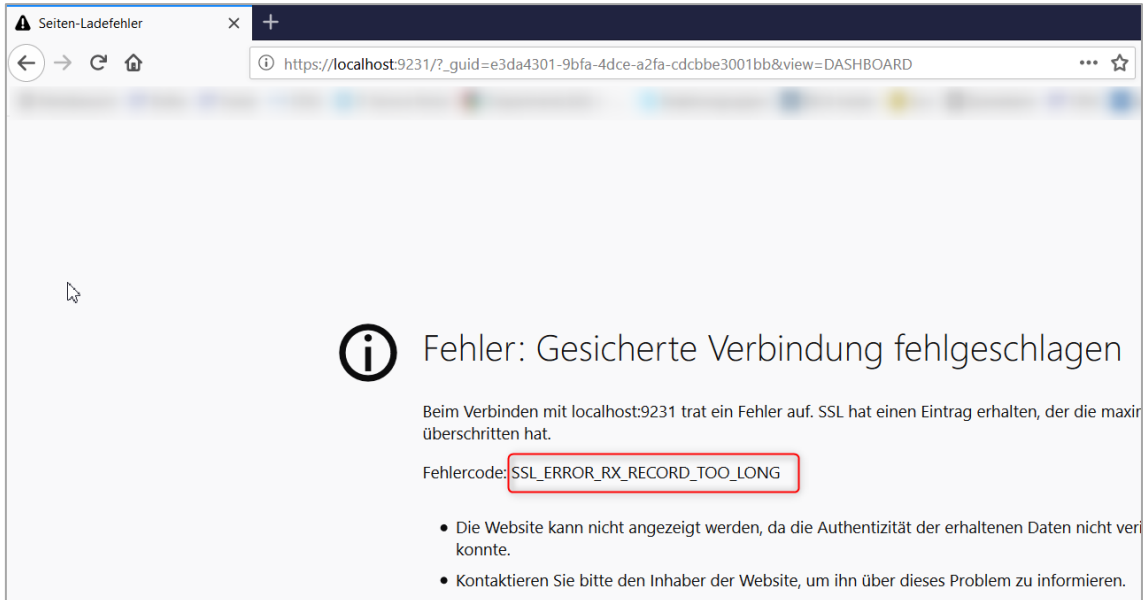 Seiten-Ladefehler
https://localhost:9231/?_guid=e3da4301-9bfa-4dce-a2fa-cdcbbe3001bb&view=DASHBOARD
Fehler: Gesicherte Verbindung fehlgeschlagen
Beim Verbinden mit localhost:9231 trat ein Fehler auf. SSL hat einen Eintrag erhalten, der die
überschritten hat.
Fehlercode: SSL_ERROR_RX_RECORD_TOO_LONG
Die Website kann nicht angezeigt werden, da die Authentizität der erhaltenen Daten nicht
konnte.
Kontaktieren Sie bitte den Inhaber der Website, um ihn über dieses Problem zu informieren.